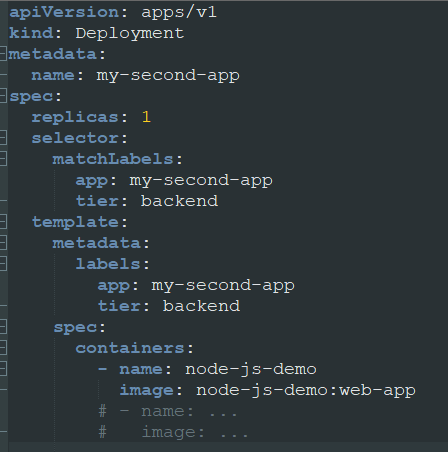 apiVersion: apps/v1
kind: Deployment
metadata:
  name: my-second-app
spec:
  replicas: 1
  selector:
    matchLabels:
      app: my-second-app
      tier: backend
  template:
    metadata:
      labels:
        app: my-second-app
        tier: backend
    spec:
      containers:
        - name: node-js-demo
          image: node-js-demo:web-app
        # - name: ...
        #   image: ...